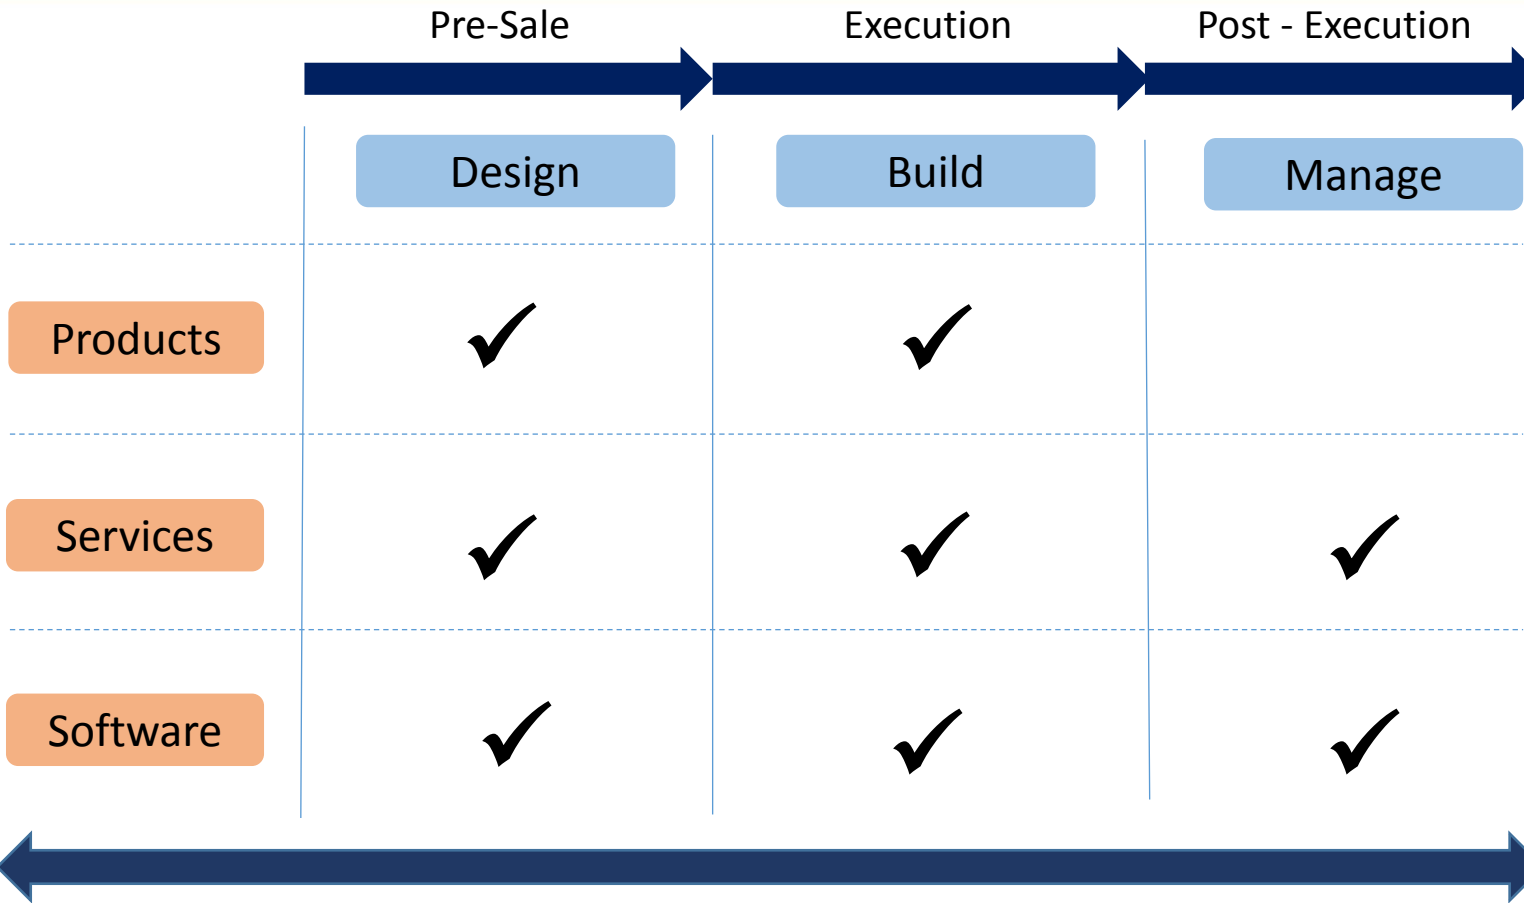 Pre-Sale
Execution
Post - Execution
Design
Build
Manage
Products
Services
Software